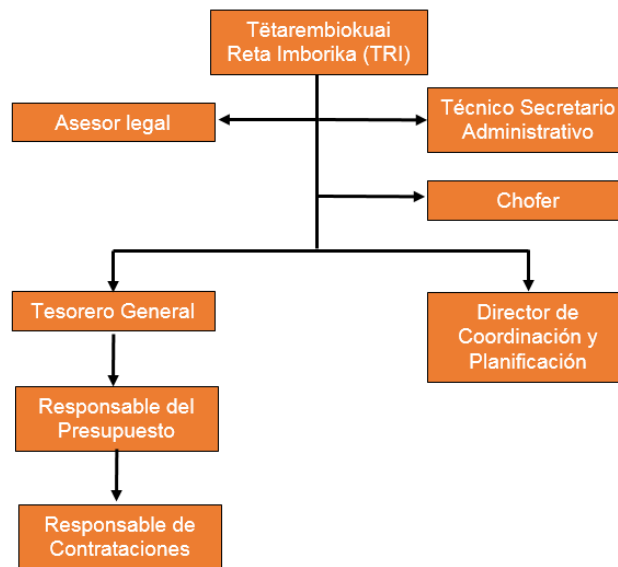 Tëtarembiokuai
Reta Imborika (TRI)
Asesor legal
Técnico Secretario
Administrativo
Chofer
Tesorero General
Director de
Coordinación y
Planificación
Responsable del
Presupuesto
Responsable de
Contrataciones